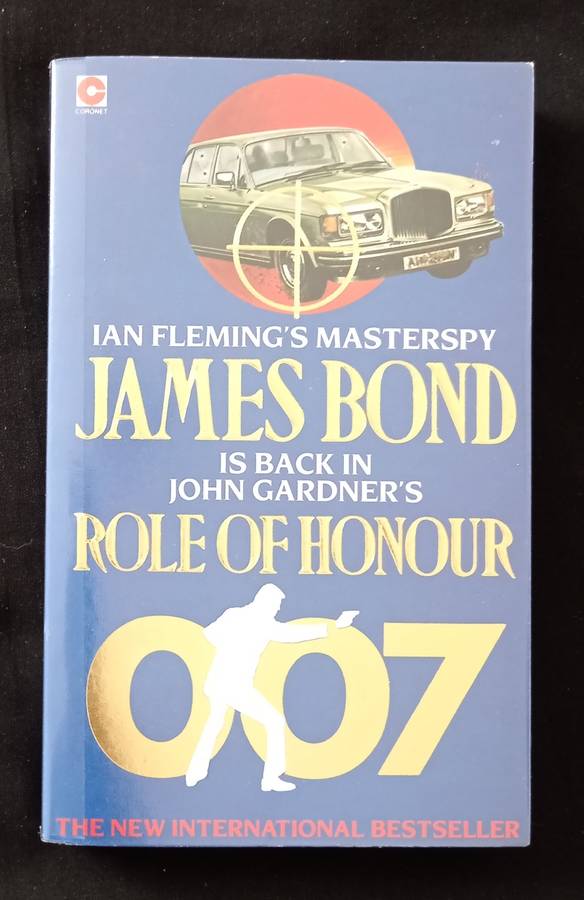 CORONET
IAN FLEMING'S MASTERSPY
JAMES BOND
IS BACK IN
JOHN GARDNER'S
ROLE OF HONOUR
007
THE NEW INTERNATIONAL BESTSELLER